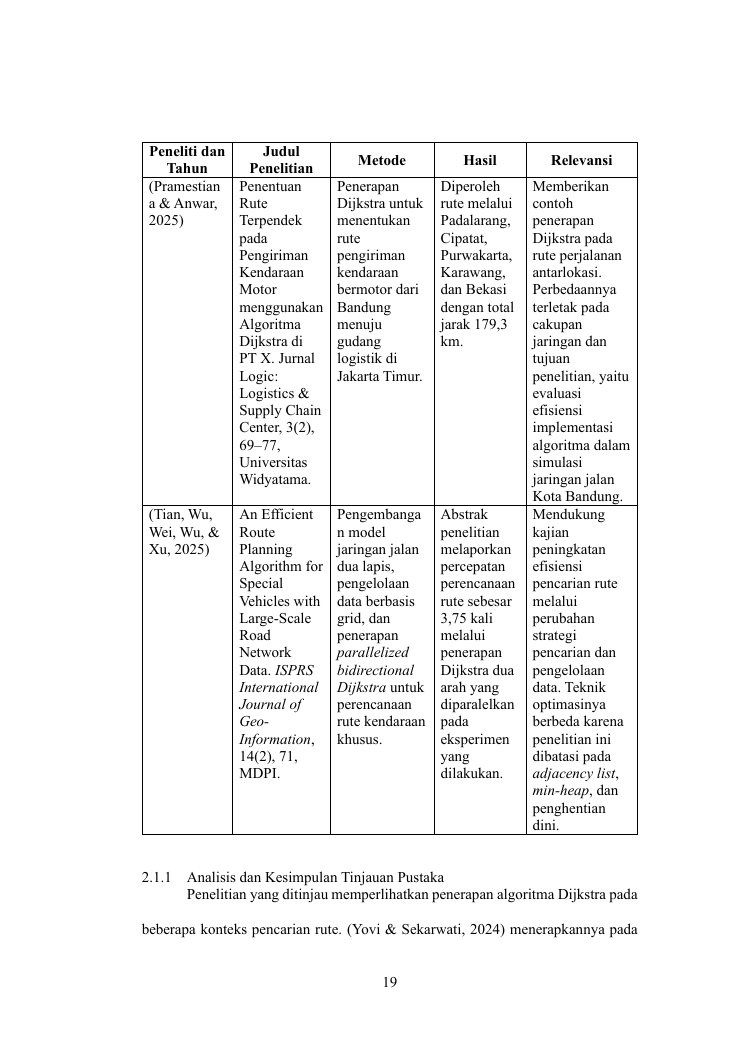 Peneliti dan
Tahun
Judul
Penelitian
Metode
Hasil
Relevansi
(Pramestian
a & Anwar,
2025)
Penentuan
Rute
Terpendek
pada
Pengiriman
Kendaraan
Motor
menggunakan
Algoritma
Dijkstra di
PT X. Jurnal
Logic:
Logistics &
Supply Chain
Center, 3(2),
69–77,
Universitas
Widyatama.
Penerapan
Dijkstra untuk
menentukan
rute
pengiriman
kendaraan
bermotor dari
Bandung
menuju
gudang
logistik di
Jakarta Timur.
Diperoleh
rute melalui
Padalarang,
Cipatat,
Purwakarta,
Karawang,
dan Bekasi
dengan total
jarak 179,3
km.
Memberikan
contoh
penerapan
Dijkstra pada
rute perjalanan
antarlokasi.
Perbedaannya
terletak pada
cakupan
jaringan dan
tujuan
penelitian, yaitu
evaluasi
efisiensi
implementasi
algoritma dalam
simulasi
jaringan jalan
Kota Bandung.
(Tian, Wu,
Wei, Wu, &
Xu, 2025)
An Efficient
Route
Planning
Algorithm for
Special
Vehicles with
Large-Scale
Road
Network
Data. ISPRS
International
Journal of
Geo-
Information,
14(2), 71,
MDPI.
Pengembanga
n model
jaringan jalan
dua lapis,
pengelolaan
data berbasis
grid, dan
penerapan
parallelized
bidirectional
Dijkstra untuk
perencanaan
rute kendaraan
khusus.
Abstrak
penelitian
melaporkan
percepatan
perencanaan
rute sebesar
3,75 kali
melalui
penerapan
Dijkstra dua
arah yang
diparalelkan
pada
eksperimen
yang
dilakukan.
Mendukung
kajian
peningkatan
efisiensi
pencarian rute
melalui
perubahan
strategi
pencarian dan
pengelolaan
data. Teknik
optimasinya
berbeda karena
penelitian ini
dibatasi pada
adjacency list,
min-heap, dan
penghentian
dini.
2.1.1 Analisis dan Kesimpulan Tinjauan Pustaka
Penelitian yang ditinjau memperlihatkan penerapan algoritma Dijkstra pada
beberapa konteks pencarian rute. (Yovi & Sekarwati, 2024) menerapkannya pada
19